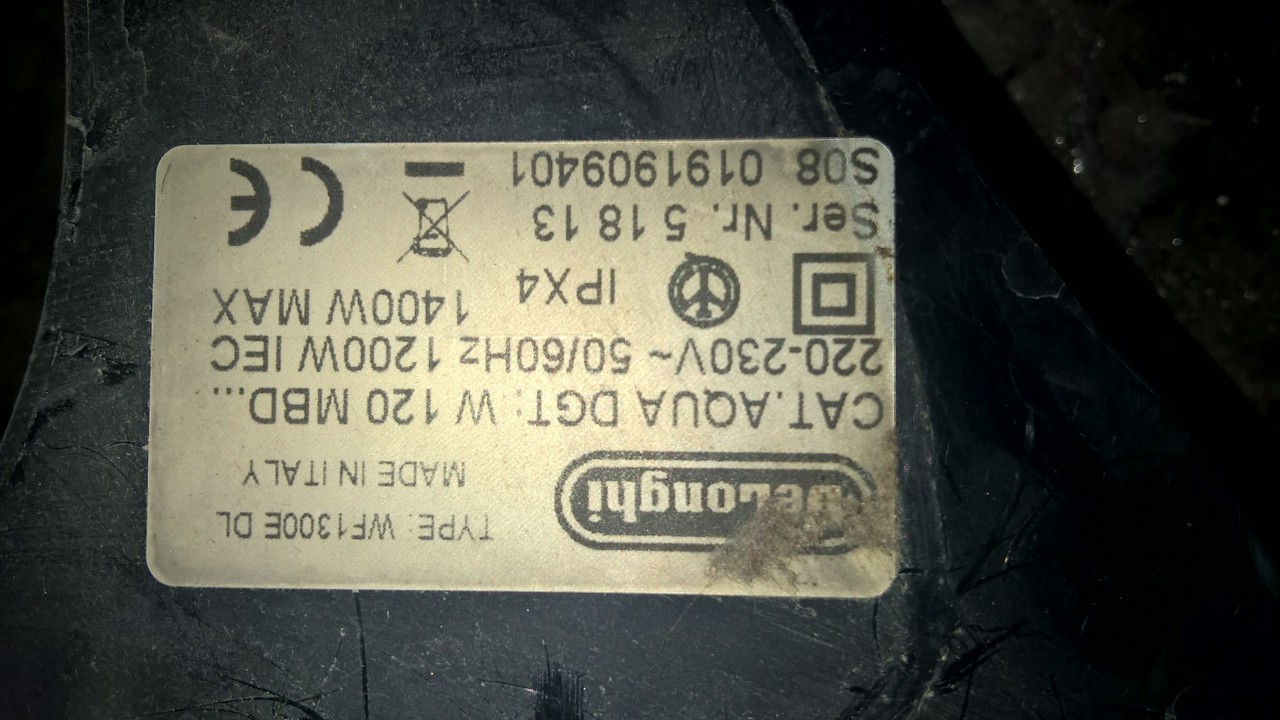 DeLonghi
TYPE: WF1300E DL
MADE IN ITALY
CAT.AQUA DGT: W 120 MBD...
220-230V~ 50/60Hz 1200W IEC
IPX4 1400W MAX
Ser. Nr. 5 18 13
S08 0191909401
CE